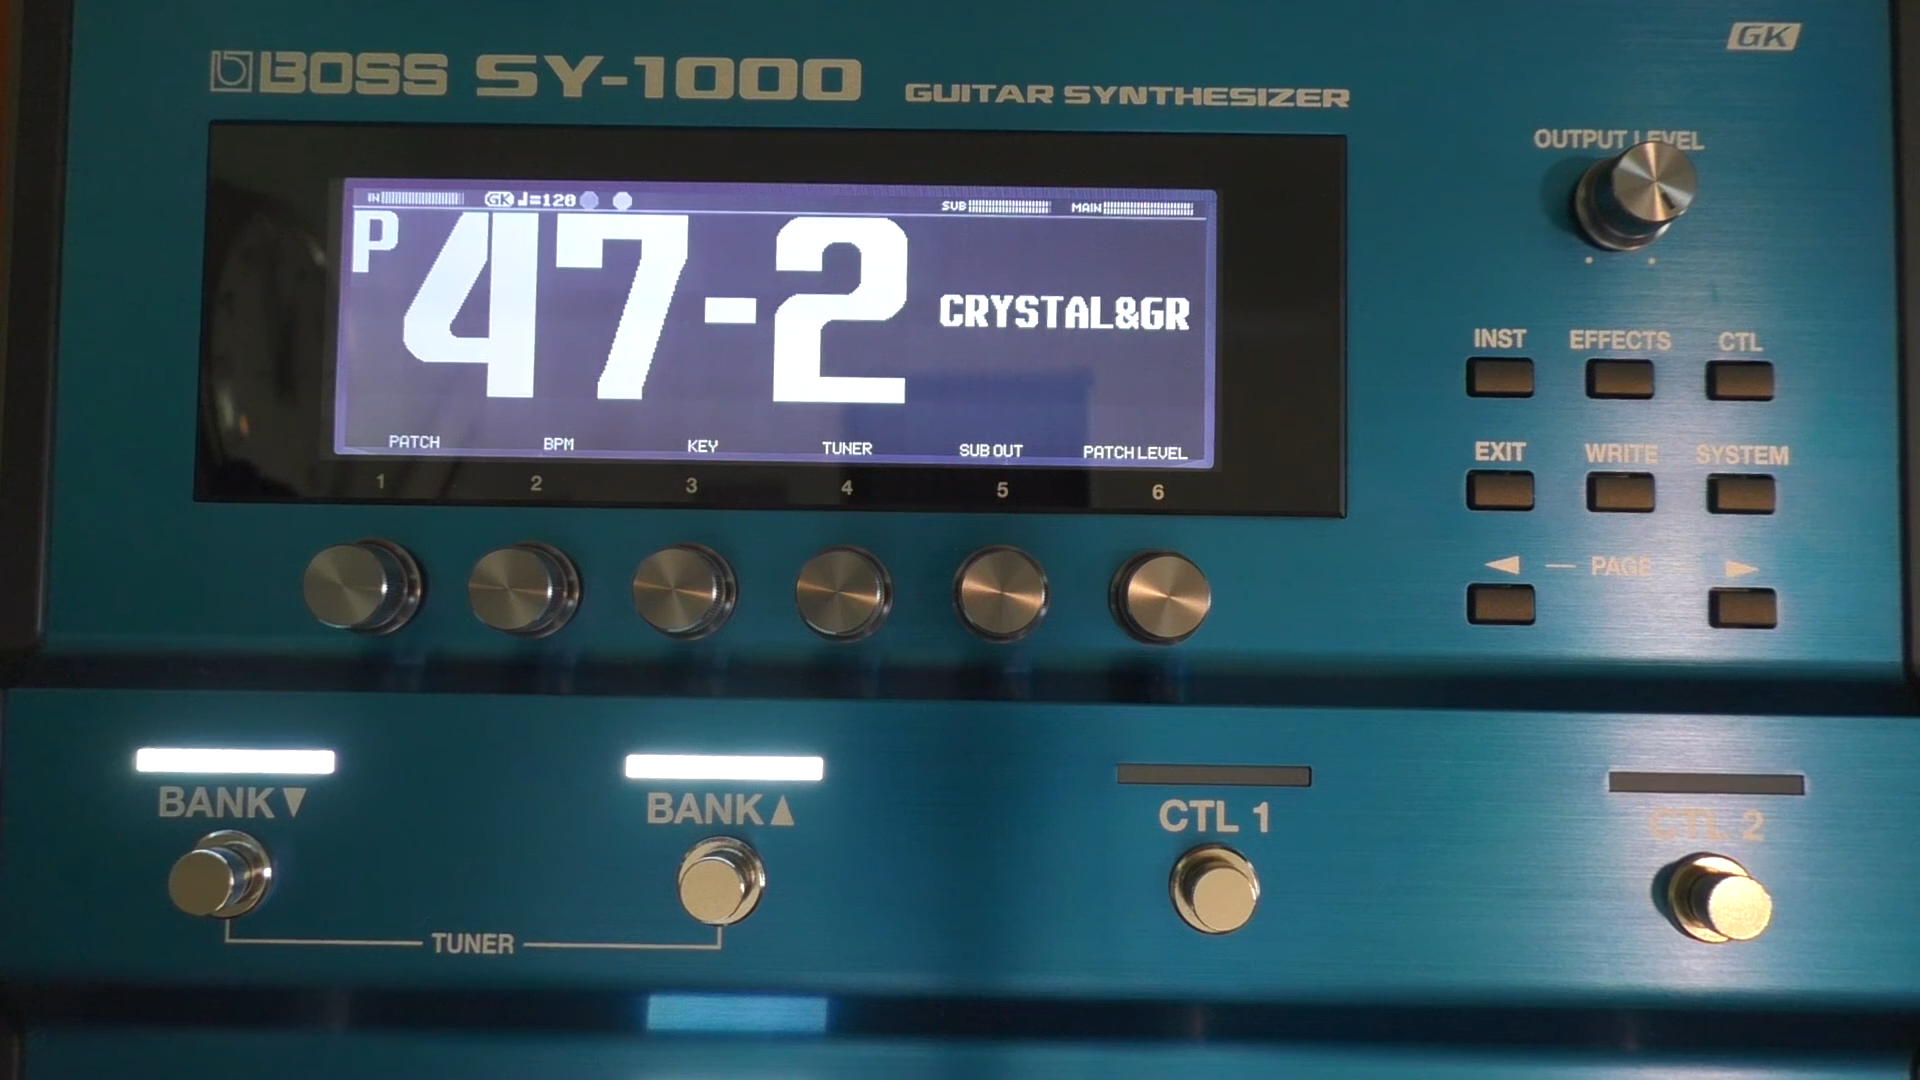 GK
BOSS SY-1000 GUITAR SYNTHESIZER
OUTPUT LEVEL
IN GK ♩=120 SUB MAIN
P 47-2 CRYSTAL&GR
PATCH BPM KEY TUNER SUB OUT PATCH LEVEL
1 2 3 4 5 6
INST EFFECTS CTL
EXIT WRITE SYSTEM
◀ — PAGE — ▶
BANK ▼ BANK ▲ CTL 1 CTL 2
TUNER